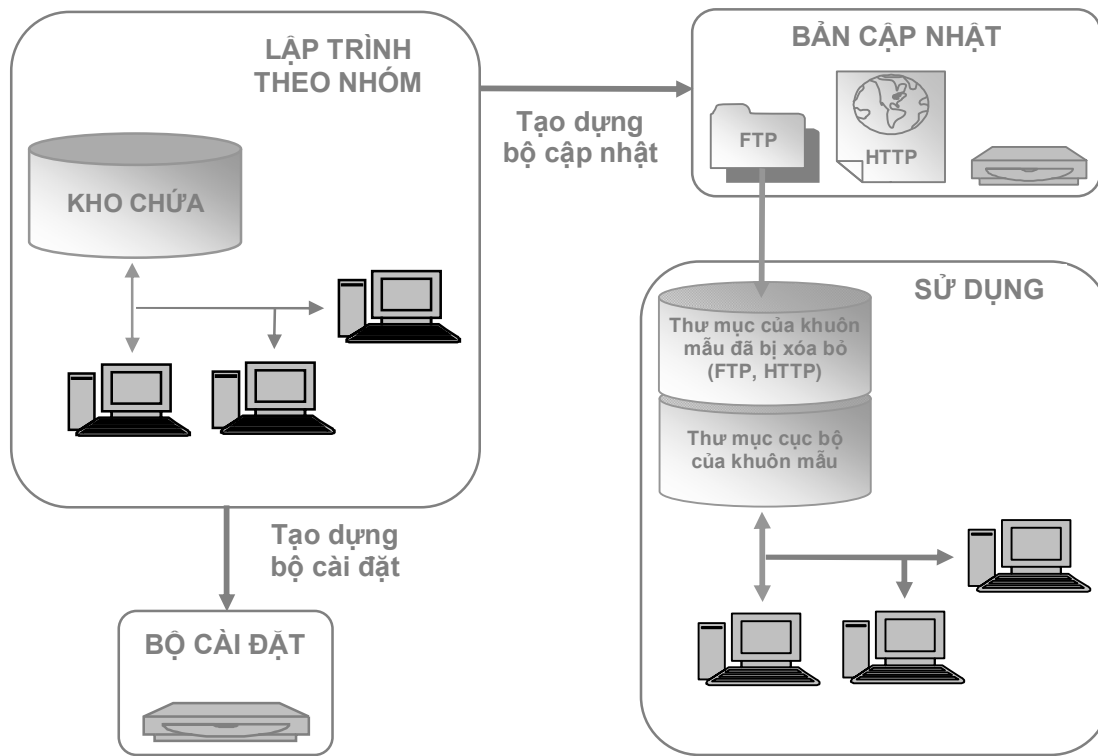 LẬP TRÌNH
THEO NHÓM
KHO CHỨA
Tạo dựng
bộ cập nhật
BẢN CẬP NHẬT
FTP
HTTP
SỬ DỤNG
Thư mục của khuôn
mẫu đã bị xóa bỏ
(FTP, HTTP)
Thư mục cục bộ
của khuôn mẫu
Tạo dựng
bộ cài đặt
BỘ CÀI ĐẶT